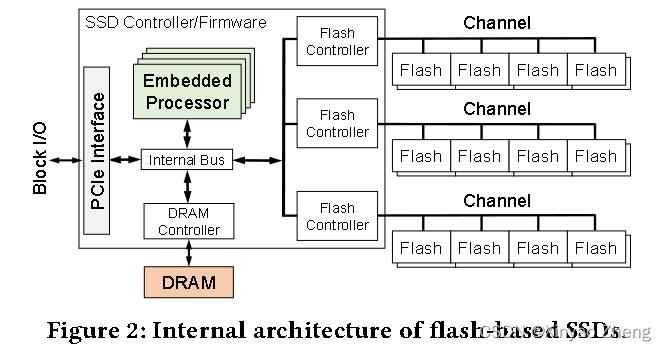 SSD Controller/Firmware
Block I/O
PCIe Interface
Embedded
Processor
Internal Bus
DRAM
Controller
DRAM
Flash
Controller
Channel
Flash Flash Flash Flash
Flash
Controller
Channel
Flash Flash Flash Flash
Flash
Controller
Channel
Flash Flash Flash Flash
Figure 2: Internal architecture of flash-based SSDs.